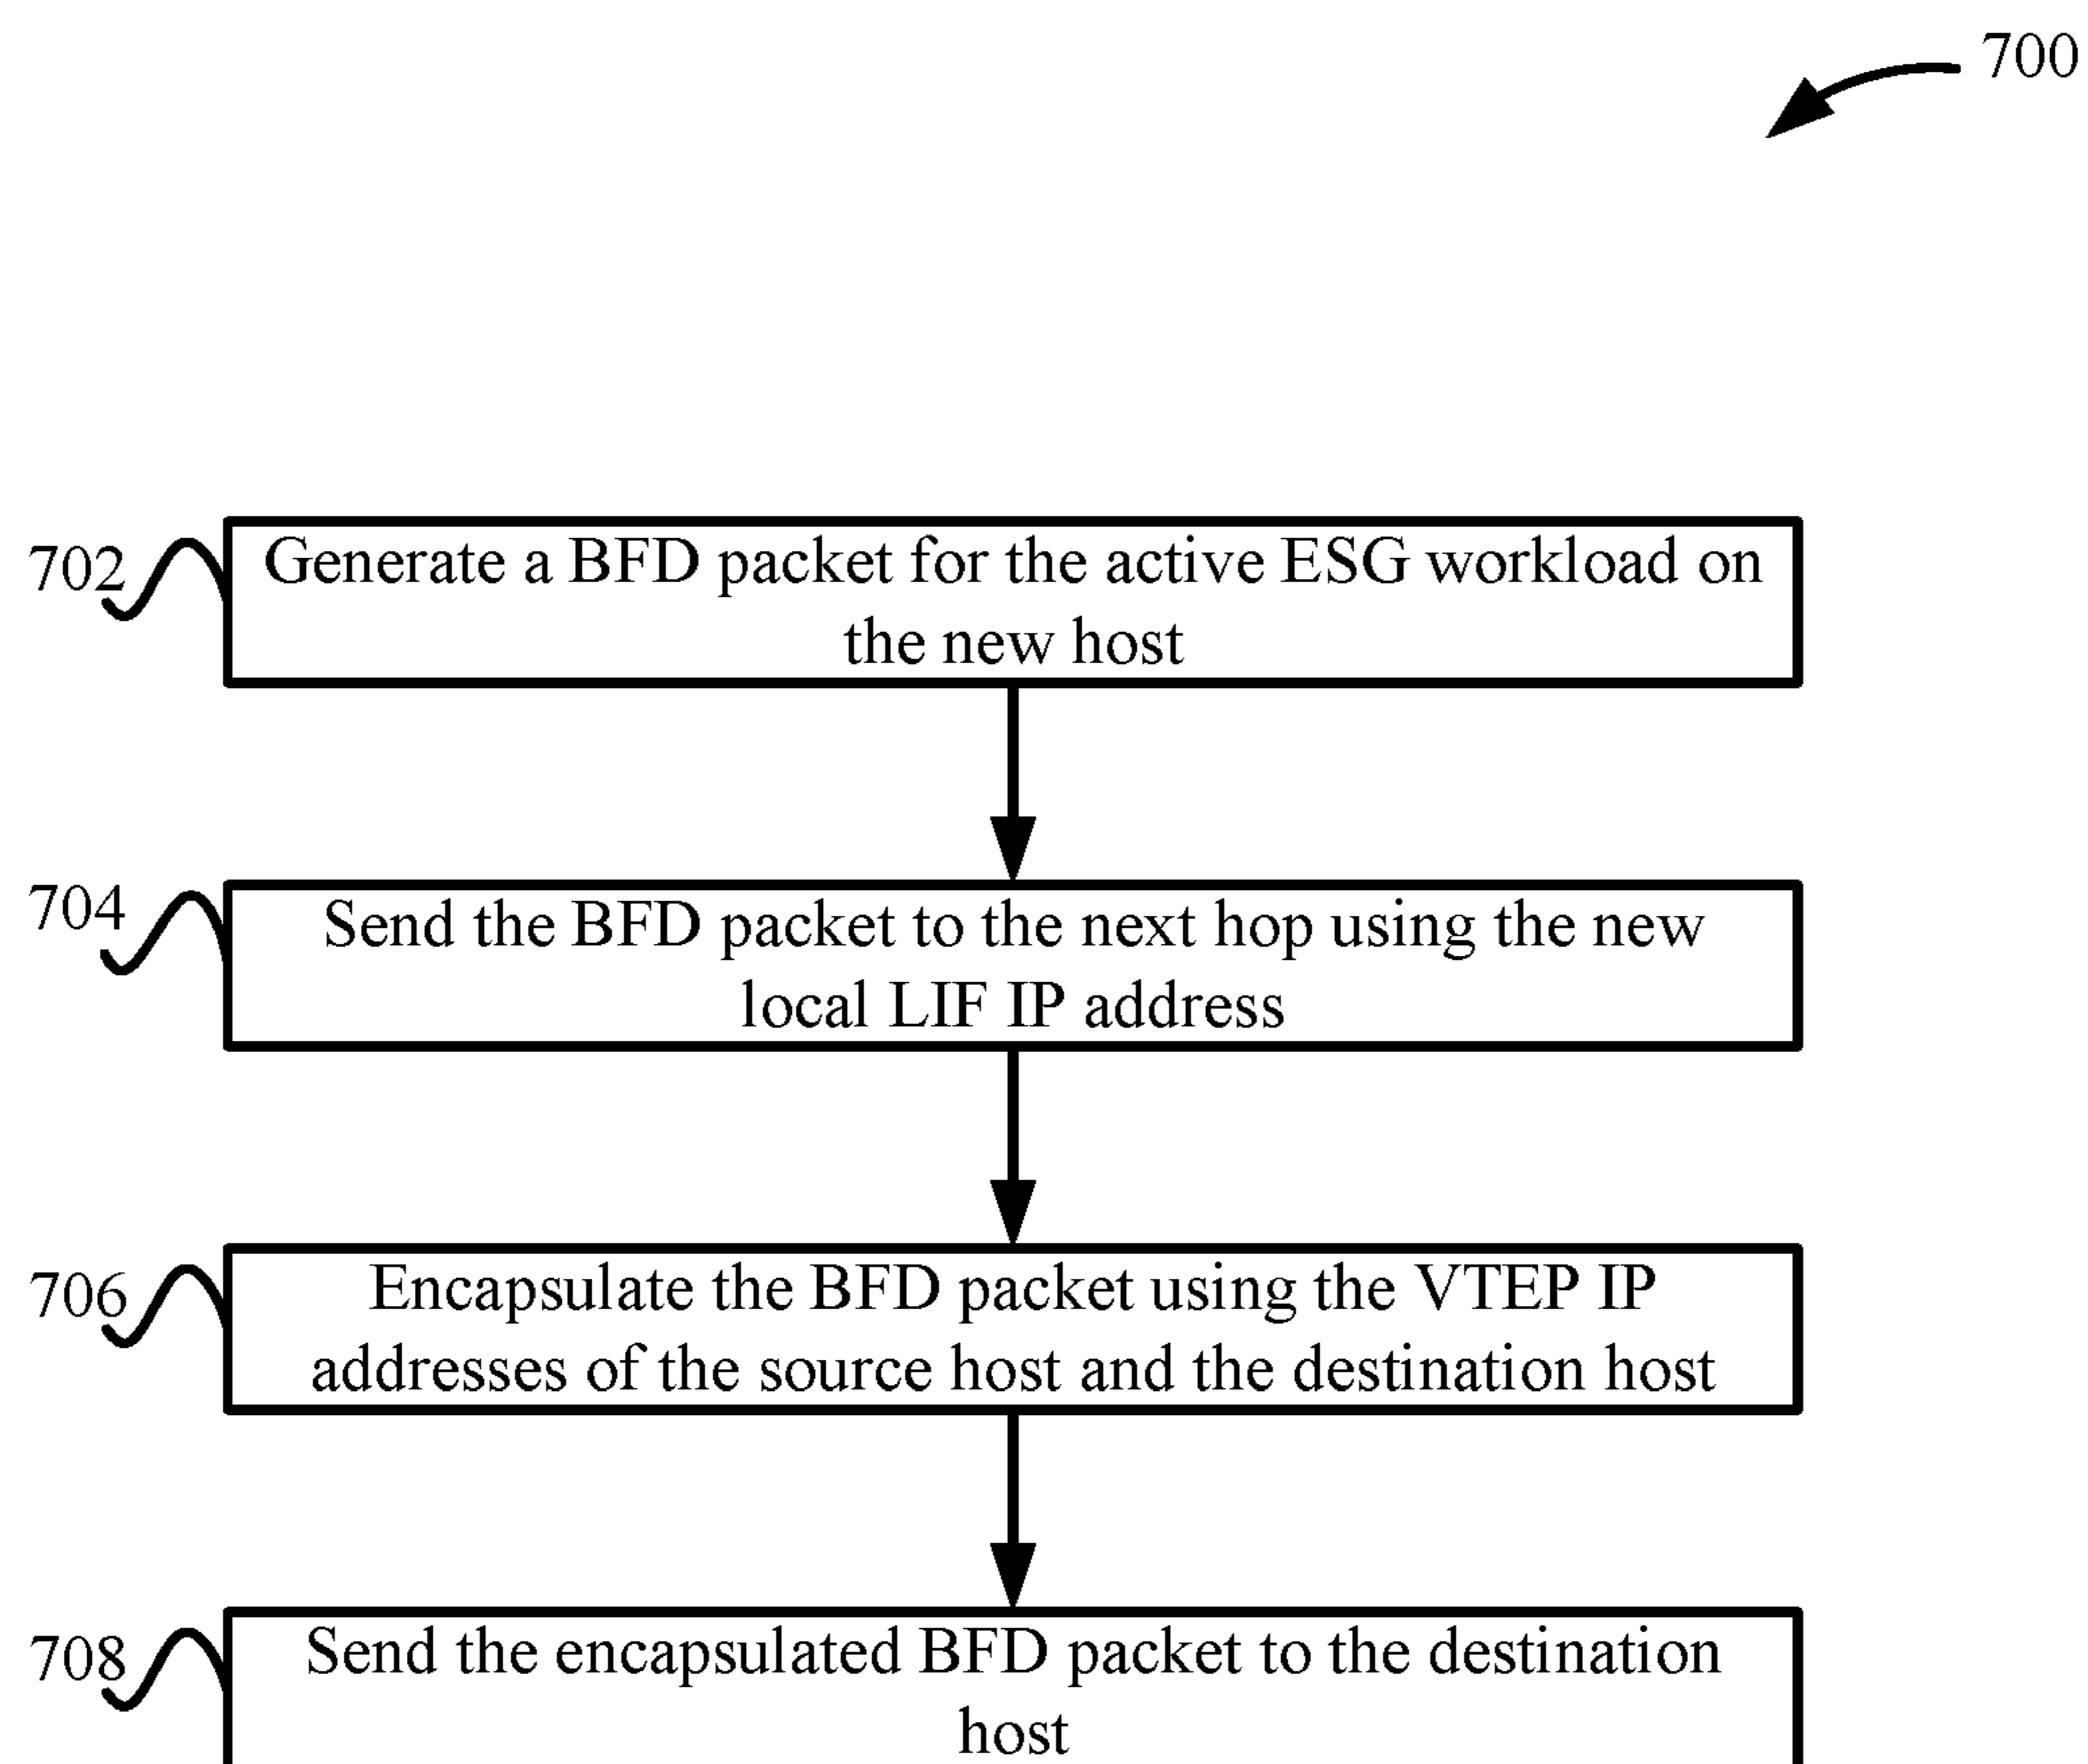 700
702
Generate a BFD packet for the active ESG workload on
the new host
704
Send the BFD packet to the next hop using the new
local LIF IP address
706
Encapsulate the BFD packet using the VTEP IP
addresses of the source host and the destination host
708
Send the encapsulated BFD packet to the destination
host